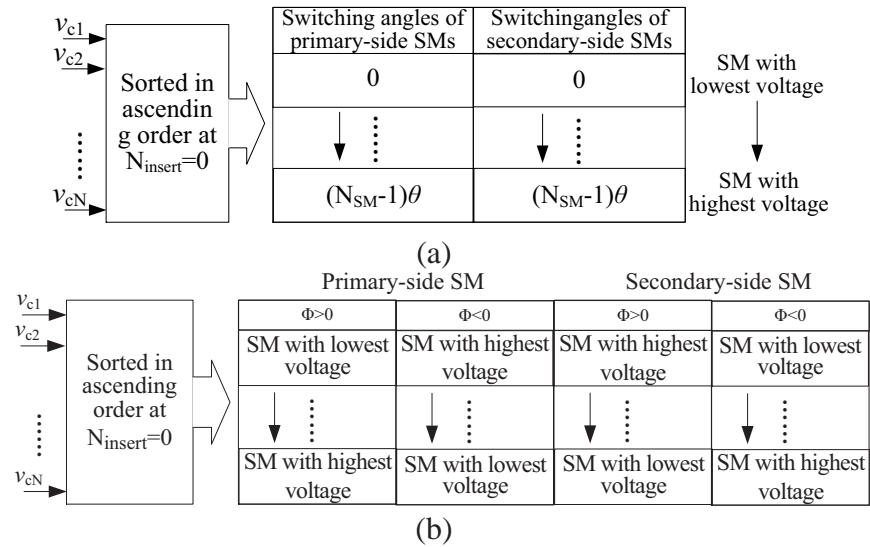 v_c1
v_c2
v_cN
Sorted in
ascendin
g order at
N_insert=0
Switching angles of
primary-side SMs
Switchingangles of
secondary-side SMs
0
0
(N_SM-1)θ
(N_SM-1)θ
SM with
lowest voltage
SM with
highest voltage
(a)
v_c1
v_c2
v_cN
Sorted in
ascending
order at
N_insert=0
Primary-side SM
Secondary-side SM
Φ>0
Φ<0
Φ>0
Φ<0
SM with lowest
voltage
SM with highest
voltage
SM with highest
voltage
SM with lowest
voltage
SM with highest
voltage
SM with lowest
voltage
SM with lowest
voltage
SM with highest
voltage
(b)